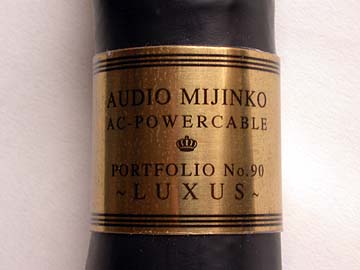 AUDIO MIJINKO
AC-POWERCABLE
PORTFOLIO No.90
~LUXUS~